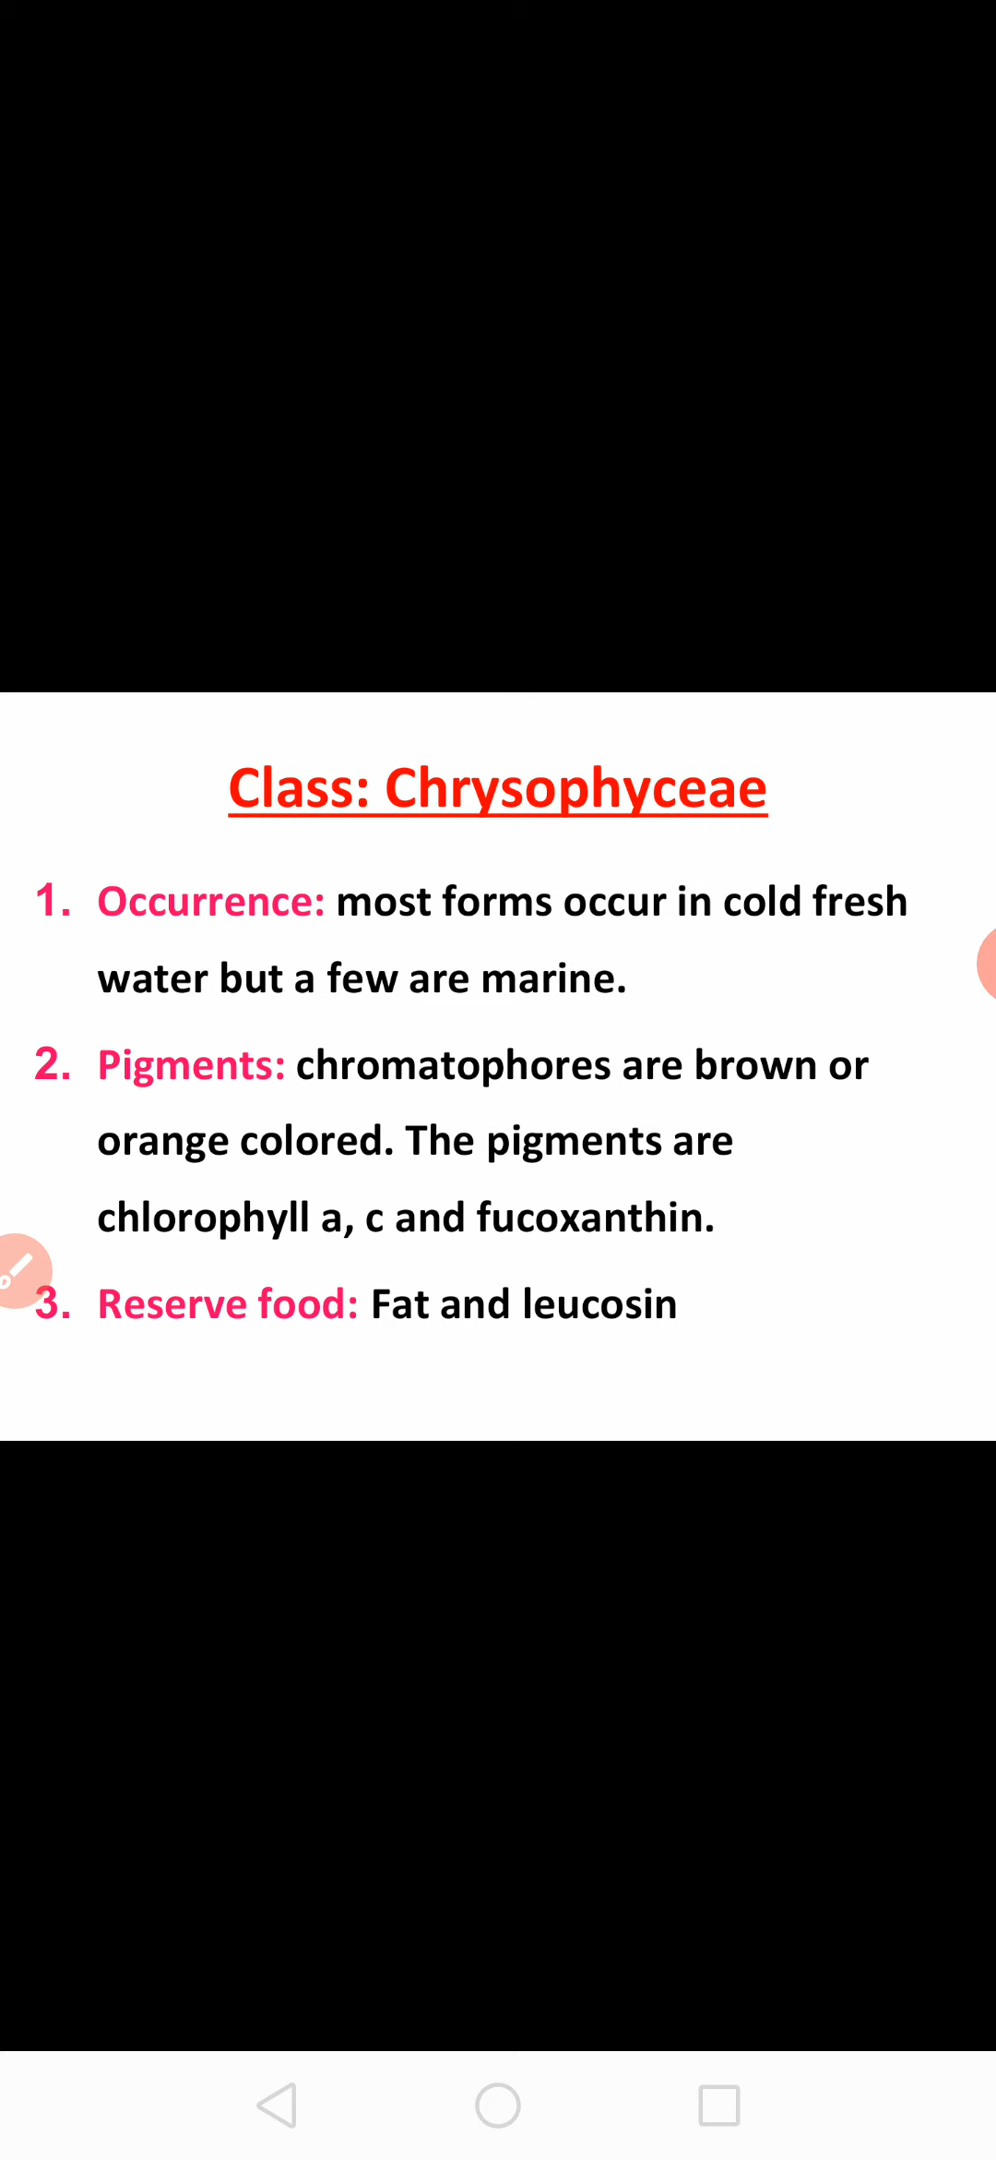 Class: Chrysophyceae
1. Occurrence: most forms occur in cold fresh
water but a few are marine.
2. Pigments: chromatophores are brown or
orange colored. The pigments are
chlorophyll a, c and fucoxanthin.
3. Reserve food: Fat and leucosin